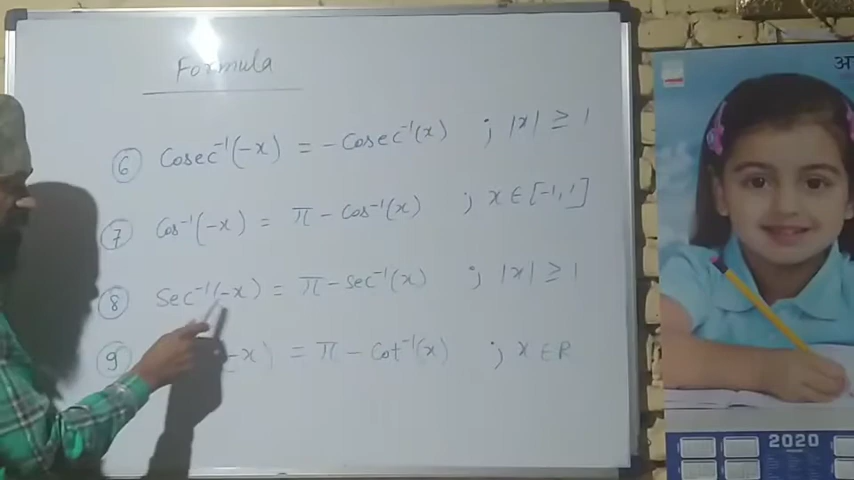 Formula
⑥ Cosec⁻¹(-x) = - Cosec⁻¹(x) ; |x| ≥ 1
⑦ Cos⁻¹(-x) = π - Cos⁻¹(x) ; x ∈ [-1, 1]
⑧ Sec⁻¹(-x) = π - Sec⁻¹(x) ; |x| ≥ 1
⑨ -x) = π - Cot⁻¹(x) ; x ∈ R
2020